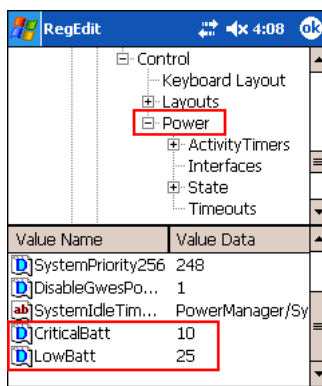 RegEdit 4:08 ok
Control
Keyboard Layout
Layouts
Power
ActivityTimers
Interfaces
State
Timeouts
Value Name Value Data
SystemPriority256 248
DisableGwesPo... 1
ab SystemIdleTim... PowerManager/Sy
CriticalBatt 10
LowBatt 25